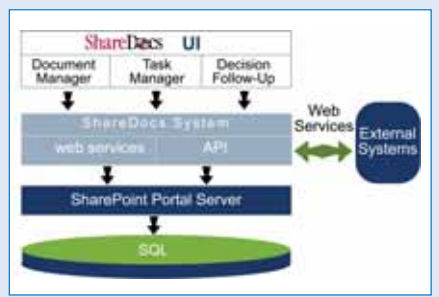 ShareDocs UI
Document Manager
Task Manager
Decision Follow-Up
ShareDocs System
web services
API
Web Services
External Systems
SharePoint Portal Server
SQL